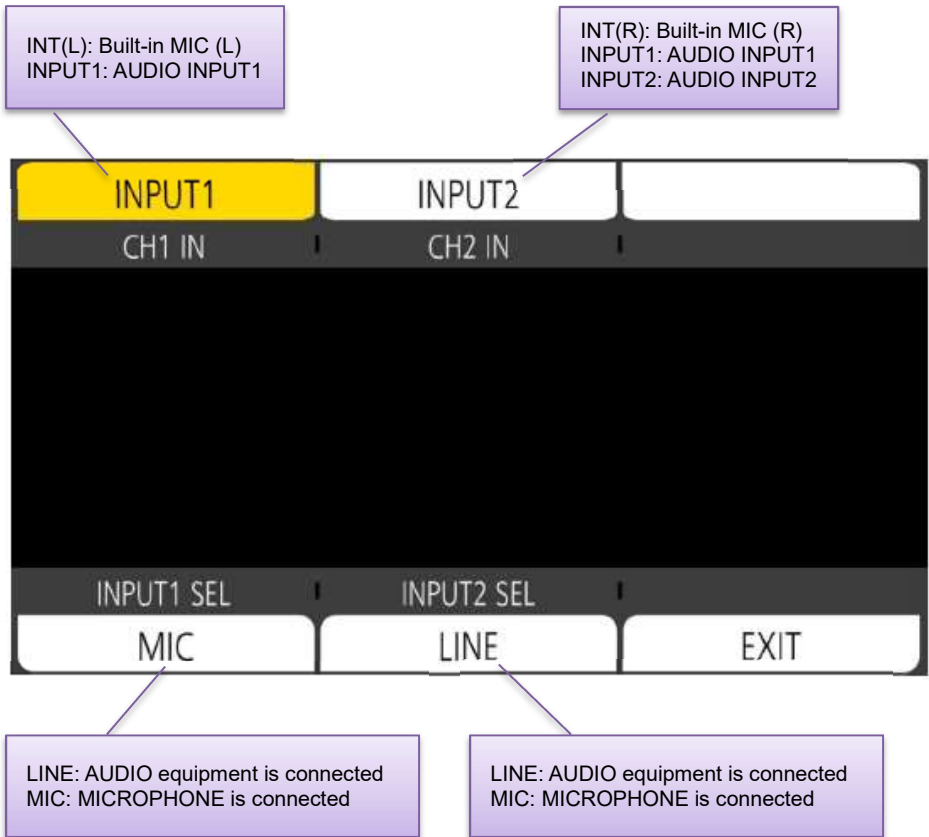 INT(L): Built-in MIC (L)
INPUT1: AUDIO INPUT1
INT(R): Built-in MIC (R)
INPUT1: AUDIO INPUT1
INPUT2: AUDIO INPUT2
INPUT1
INPUT2
CH1 IN
CH2 IN
INPUT1 SEL
INPUT2 SEL
MIC
LINE
EXIT
LINE: AUDIO equipment is connected
MIC: MICROPHONE is connected
LINE: AUDIO equipment is connected
MIC: MICROPHONE is connected